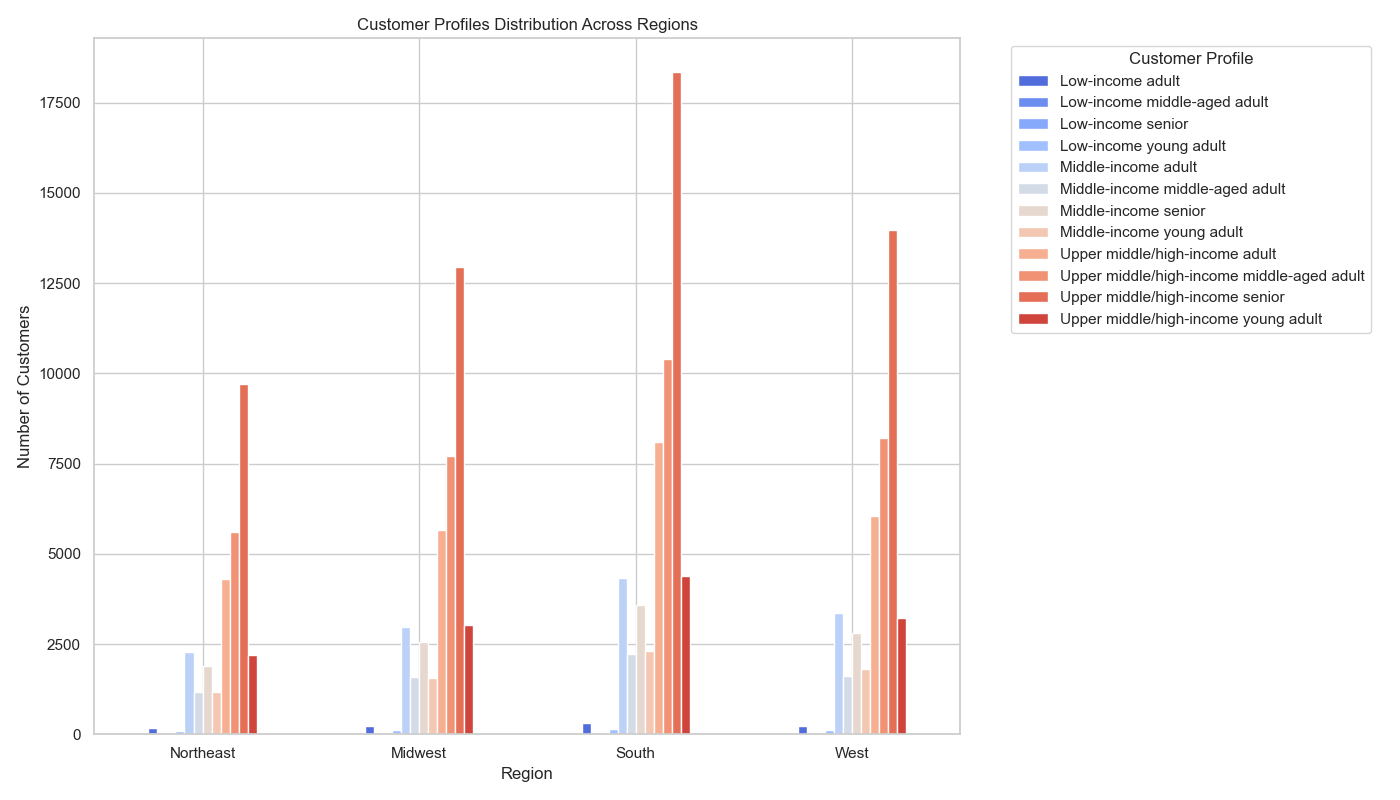 Customer Profiles Distribution Across Regions
Number of Customers
17500
15000
12500
10000
7500
5000
2500
0
Northeast
Midwest
South
West
Region
Customer Profile
Low-income adult
Low-income middle-aged adult
Low-income senior
Low-income young adult
Middle-income adult
Middle-income middle-aged adult
Middle-income senior
Middle-income young adult
Upper middle/high-income adult
Upper middle/high-income middle-aged adult
Upper middle/high-income senior
Upper middle/high-income young adult